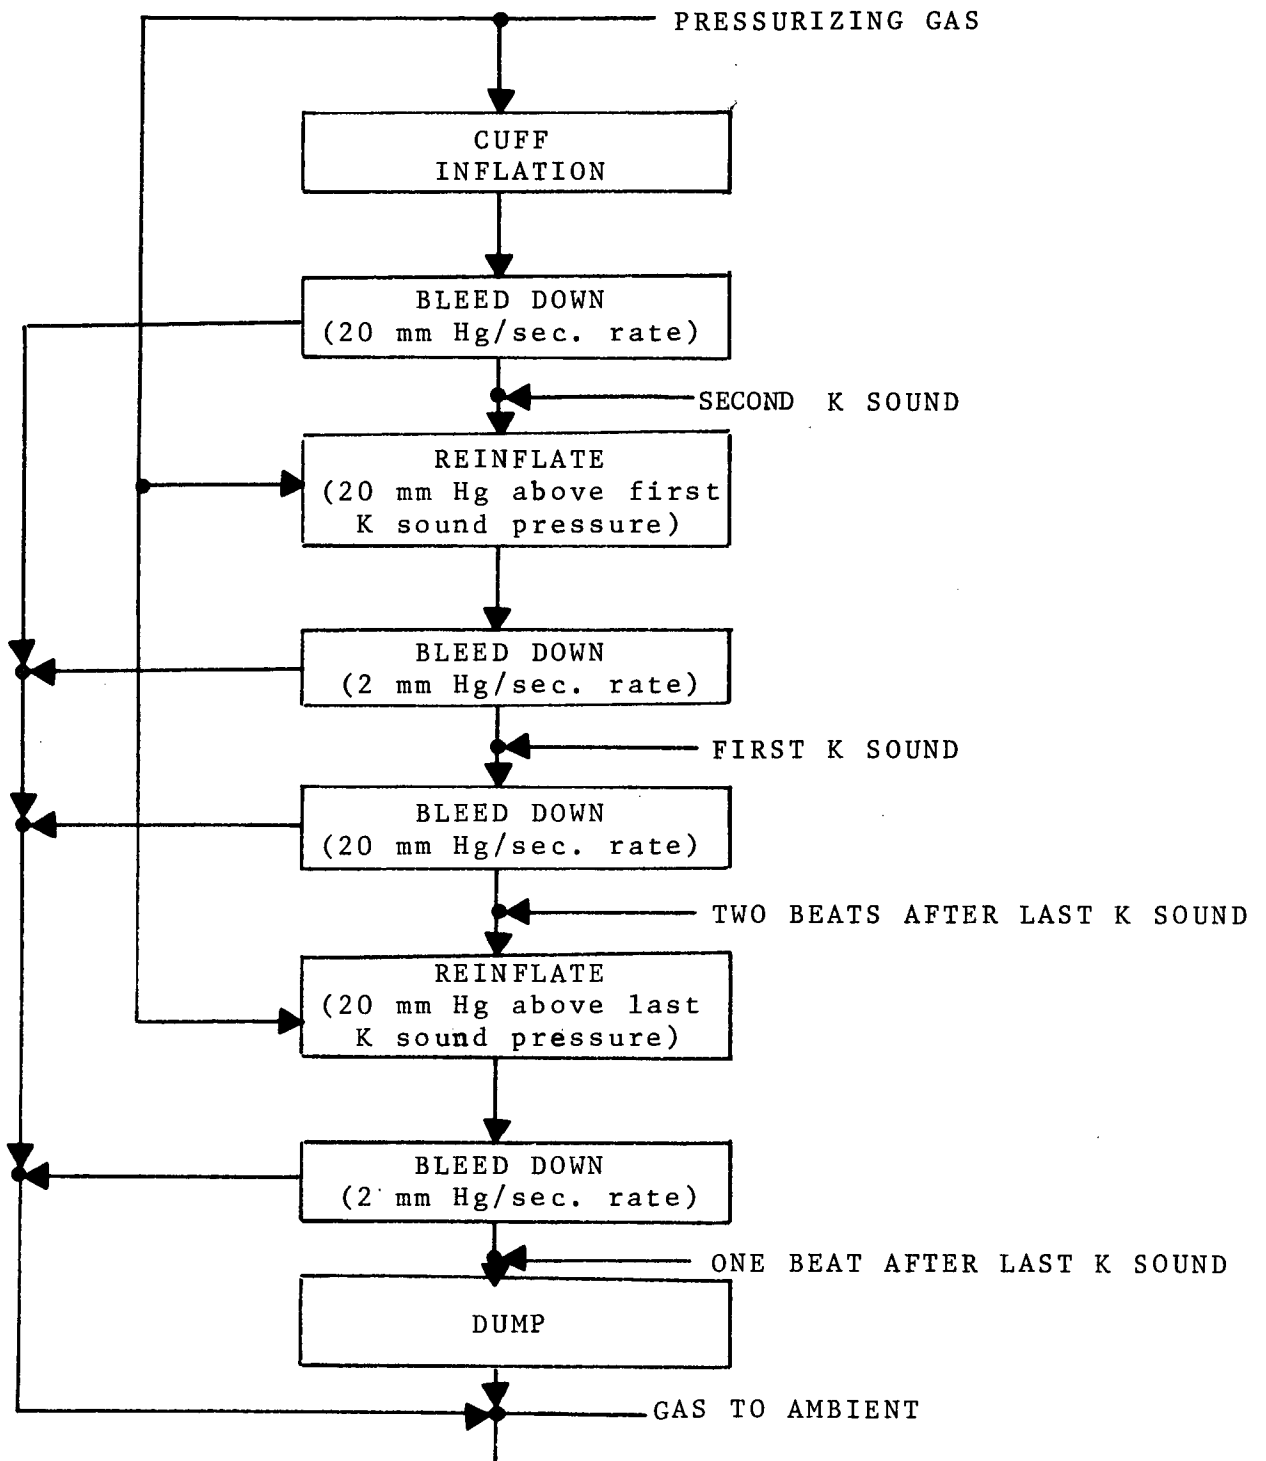 PRESSURIZING GAS
CUFF
INFLATION
BLEED DOWN
(20 mm Hg/sec. rate)
SECOND K SOUND
REINFLATE
(20 mm Hg above first
K sound pressure)
BLEED DOWN
(2 mm Hg/sec. rate)
FIRST K SOUND
BLEED DOWN
(20 mm Hg/sec. rate)
TWO BEATS AFTER LAST K SOUND
REINFLATE
(20 mm Hg above last
K sound pressure)
BLEED DOWN
(2 mm Hg/sec. rate)
ONE BEAT AFTER LAST K SOUND
DUMP
GAS TO AMBIENT